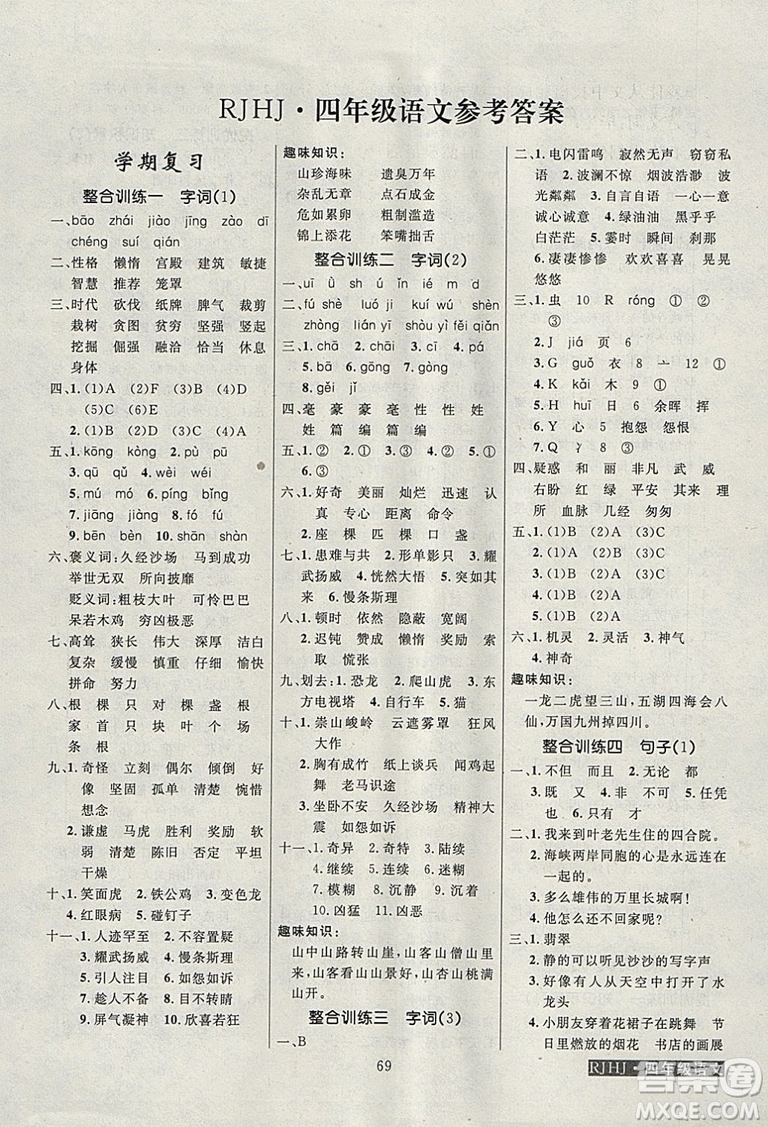 RJHJ·四年级语文参考答案
学期复习
整合训练一 字词(1)
一、bāo zhái jiào jīng zào dī
chéng suí qián
二、性格 懒惰 宫殿 建筑 敏捷
智慧 推荐 笼罩
三、时代 砍伐 纸牌 脾气 裁剪
栽树 贪图 贫穷 坚强 竖起
挖掘 倔强 融洽 恰当 体贴
身体
四、1.(1)A (2)F (3)C (4)D
(5)C (6)E
2.(1)A (2)B (3)C (4)D
五、1.kōng kòng 2.pù pū
3.qū qǔ 4.wèi wéi
5.mú mó 6.píng bǐng
7.jiāng jiàng 8.fú fó
9.bēn bèn 10.shān shàn
六、褒义词:久经沙场 马到成功
举世无双 所向披靡
贬义词:粗枝大叶 可怜巴巴
呆若木鸡 穷凶极恶
七、高耸 狭长 伟大 深厚 洁白
复杂 缓慢 慎重 仔细 愉快
拼命 努力
八、根 棵 只 对 棵 盏 根
家 首 只 块 叶 片 座
条 根
九、1.奇怪 立刻 偶尔 倾倒 好
像 坚固 孤单 温和 惋惜
想念
2.谦虚 马虎 胜利 奖励 软
弱 安静 陈旧 否定 平坦
干燥
十、1.笑面虎 2.铁公鸡 3.变色龙
4.红眼病 5.碰钉子
十一、1.人迹罕至 2.不容置疑
3.耀武扬威 4.慢条斯理
5.引人注目 6.如怨如诉
7.趁人不备 8.画龙点睛
9.屏气凝神 10.欣喜若狂
趣味知识:
山珍海味 遗臭万年
杂乱无章 点石成金
危如累卵 粗制滥造
锦上添花 笨嘴拙舌
整合训练二 字词(2)
一、uī ǜ ún íng ié m d
二、fú shè luó ji kuí wú xuán
zhòng lián yī shì yì fěi qiǎn
三、1.chā 2.chāi 3.cī 4.pá
5.bāo 6.gōng 7.gòng
8.gěi jǐ
四、毫 豪 豪 毫 性 性 姓
姓 篇 编 篇 编
五、1.② 2.③ 3.② 4.① 5.①
6.③
六、1.好奇 美丽 灿烂 迅速 认
真 专心 距离 命令
2.座 棵 匹 棵 口 盏
七、1.患难与共 2.形单影只 3.耀
武扬威 4.恍然大悟 5.突如其
来 6.慢条斯理
八、1.顿时 依然 隐蔽 宽阔
2.迟钝 赞成 懒惰 奖励 索
取 慌张
九、划去:1.恐龙 2.爬山虎 3.东
方电视塔 4.自行车 5.猫
十、1.崇山峻岭 云遮雾罩 狂风
大作
2.胸有成竹 纸上谈兵 闻鸡起
舞 老马识途
3.坐卧不安 久经沙场 精神大
震 如怨如诉
十一、1.奇异 2.奇特 3.陆续
4.继续 5.连续 6.迷糊
7.模糊 8.沉静 9.沉寂
10.凶猛 11.凶恶
趣味知识:
山中山路转山崖,山客山僧山里
来。山客看山山景好,山杏山桃满
山开。
整合训练三 字词(3)
一、B
二、1.电闪雷鸣 寂然无声 窃窃私
语 2.波澜不惊 烟波浩渺 波
光粼粼 3.自言自语 一心一意
诚心诚意 4.绿油油 黑乎乎
白茫茫 5.霎时 瞬间 刹那
6.凄凄惨惨 欢欢喜喜 晃晃
悠悠
三、1.虫 10 R róng ① ②
③
2.J jiá 页 6 ②
3.G guǒ 衣 8 亠 12 ②
4.K kǎi 木 9 ①
5.H huī 日 6 余晖 挥
6.Y 心 5 抱怨 怨恨
7.Q 冫 8 ① ③
四、疑惑 和 丽 非凡 武 威
右盼 红 绿 平安 其 情
所 血脉 儿经 匆匆
五、1.(1)B (2)A (3)C
2.(1)B (2)A (3)C
3.(1)B (2)A
六、1.机灵 2.灵活 3.神气
4.神奇
趣味知识:
一龙二虎望三山,五湖四海会八
仙,万国九州掉四川。
整合训练四 句子(1)
一、1.不但 而且 2.无论 都
3.既 又 4.不是 就是 5.任凭
也 6.只有 才
二、1.我来到叶老先生住的四合院。
2.海峡两岸同胞的心是紧紧连在
一起的。
3.多么雄伟的万里长城啊!
4.他怎么还不回家呢?
三、1.翡翠
2.静的可以听见沙沙的写字声
3.好像有人从天空中打开了水
龙头
4.小朋友穿着花裙子在跳舞 节
日里燃放的烟花 书店的画展
69
RJHJ·四年级语文
答案圈
MXQE.COM